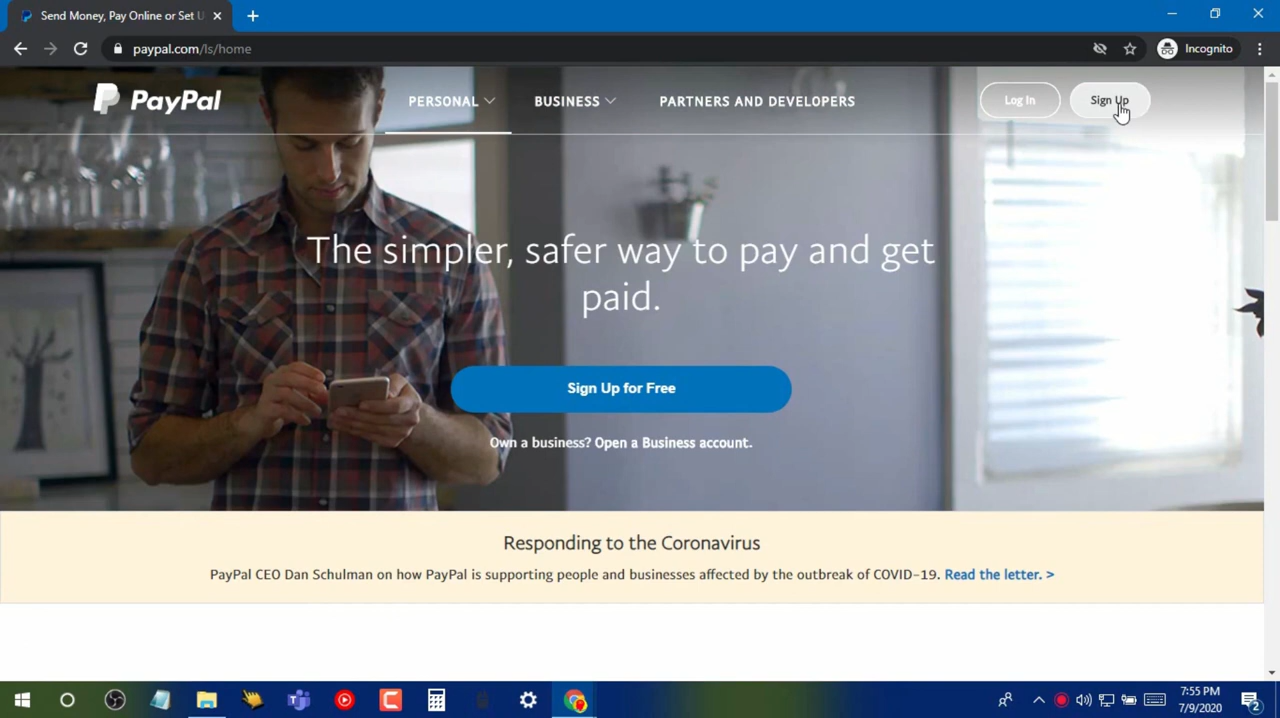 Send Money, Pay Online or Set U
paypal.com/ls/home
Incognito
PayPal
PERSONAL
BUSINESS
PARTNERS AND DEVELOPERS
Log In
Sign Up
The simpler, safer way to pay and get
paid.
Sign Up for Free
Own a business? Open a Business account.
Responding to the Coronavirus
PayPal CEO Dan Schulman on how PayPal is supporting people and businesses affected by the outbreak of COVID-19. Read the letter. >
7:55 PM
7/9/2020
2